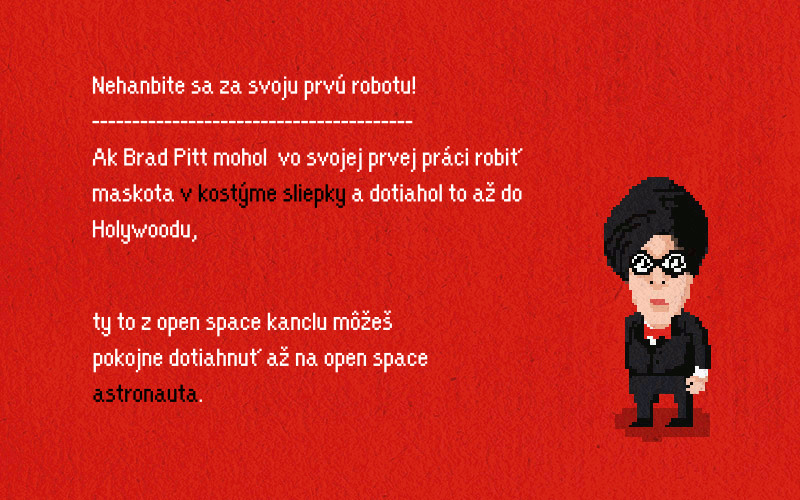 Nehanbite sa za svoju prvú robotu!
----------------------------------------
Ak Brad Pitt mohol vo svojej prvej práci robiť
maskota v kostýme sliepky a dotiahol to až do
Holywoodu,
ty to z open space kanclu môžeš
pokojne dotiahnuť až na open space
astronauta.